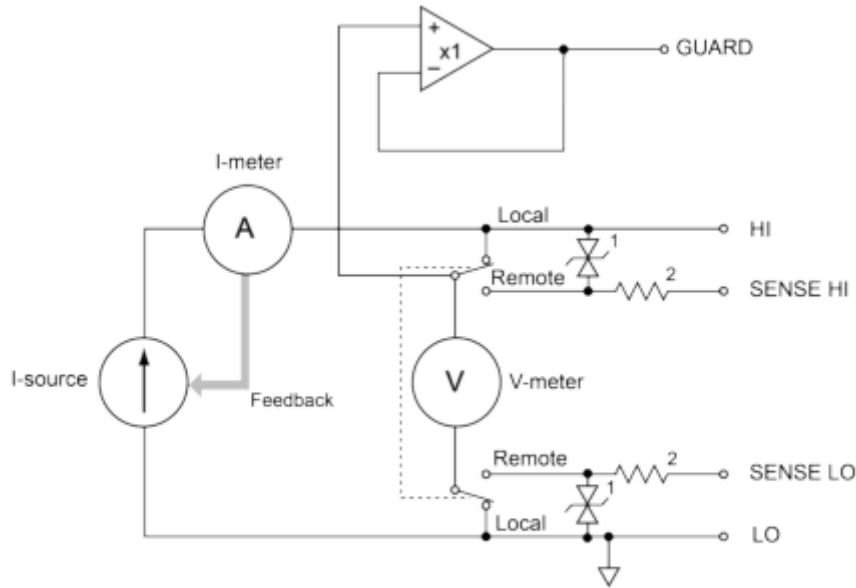 +
x1
−
GUARD
I-meter
A
Local
HI
1
Remote
2
SENSE HI
I-source
Feedback
V
V-meter
Remote
2
SENSE LO
1
Local
LO